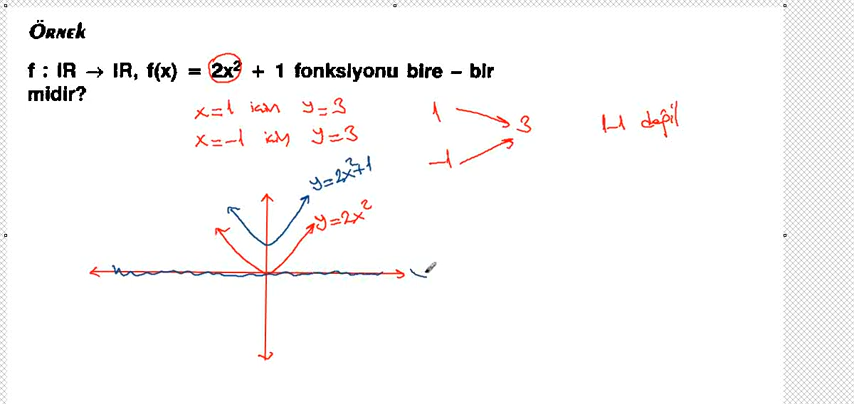 ÖRNEK
f : IR → IR, f(x) = 2x² + 1 fonksiyonu bire – bir
midir?
x=1 için y=3
x=-1 için y=3
1
-1
3
1-1 değil
y=2x²+1
y=2x²